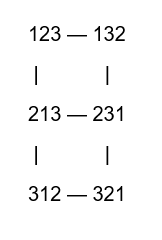 123 — 132
| |
213 — 231
| |
312 — 321